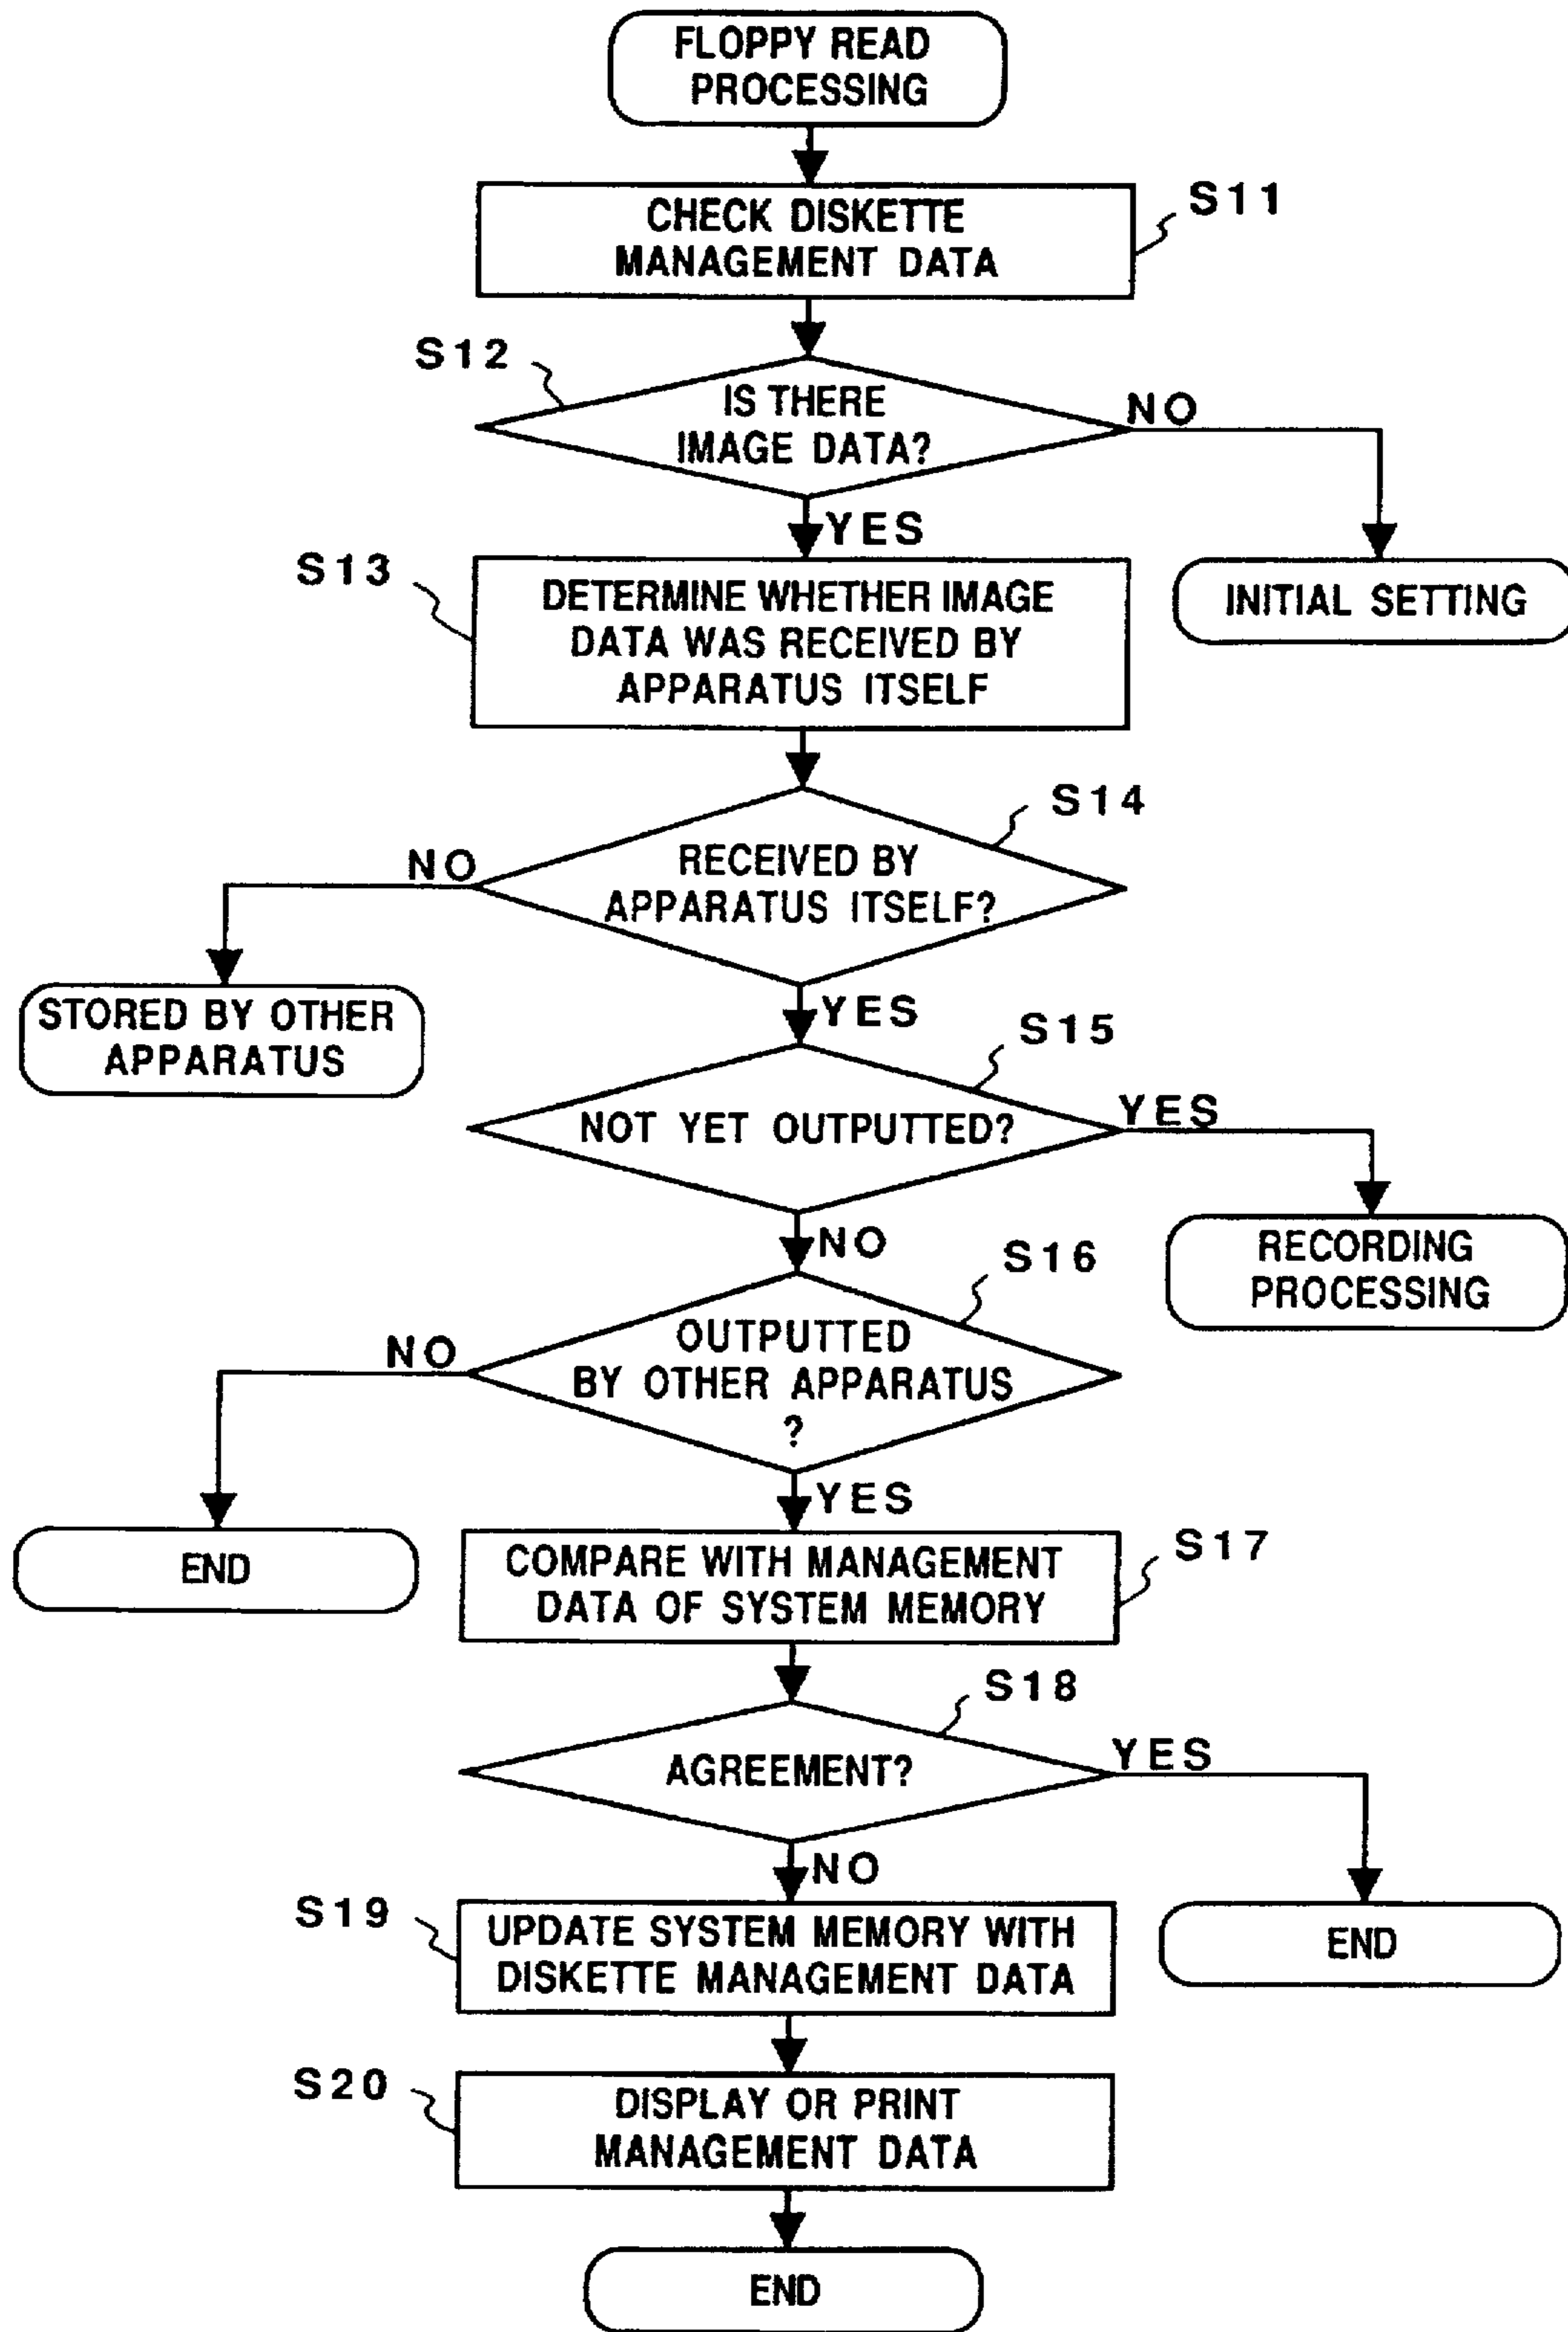 FLOPPY READ
PROCESSING
CHECK DISKETTE
MANAGEMENT DATA
S11
S12
IS THERE
IMAGE DATA?
NO
YES
INITIAL SETTING
S13
DETERMINE WHETHER IMAGE
DATA WAS RECEIVED BY
APPARATUS ITSELF
S14
RECEIVED BY
APPARATUS ITSELF?
NO
YES
STORED BY OTHER
APPARATUS
S15
NOT YET OUTPUTTED?
YES
NO
RECORDING
PROCESSING
S16
OUTPUTTED
BY OTHER APPARATUS
?
NO
YES
END
COMPARE WITH MANAGEMENT
DATA OF SYSTEM MEMORY
S17
S18
AGREEMENT?
YES
NO
END
S19
UPDATE SYSTEM MEMORY WITH
DISKETTE MANAGEMENT DATA
S20
DISPLAY OR PRINT
MANAGEMENT DATA
END